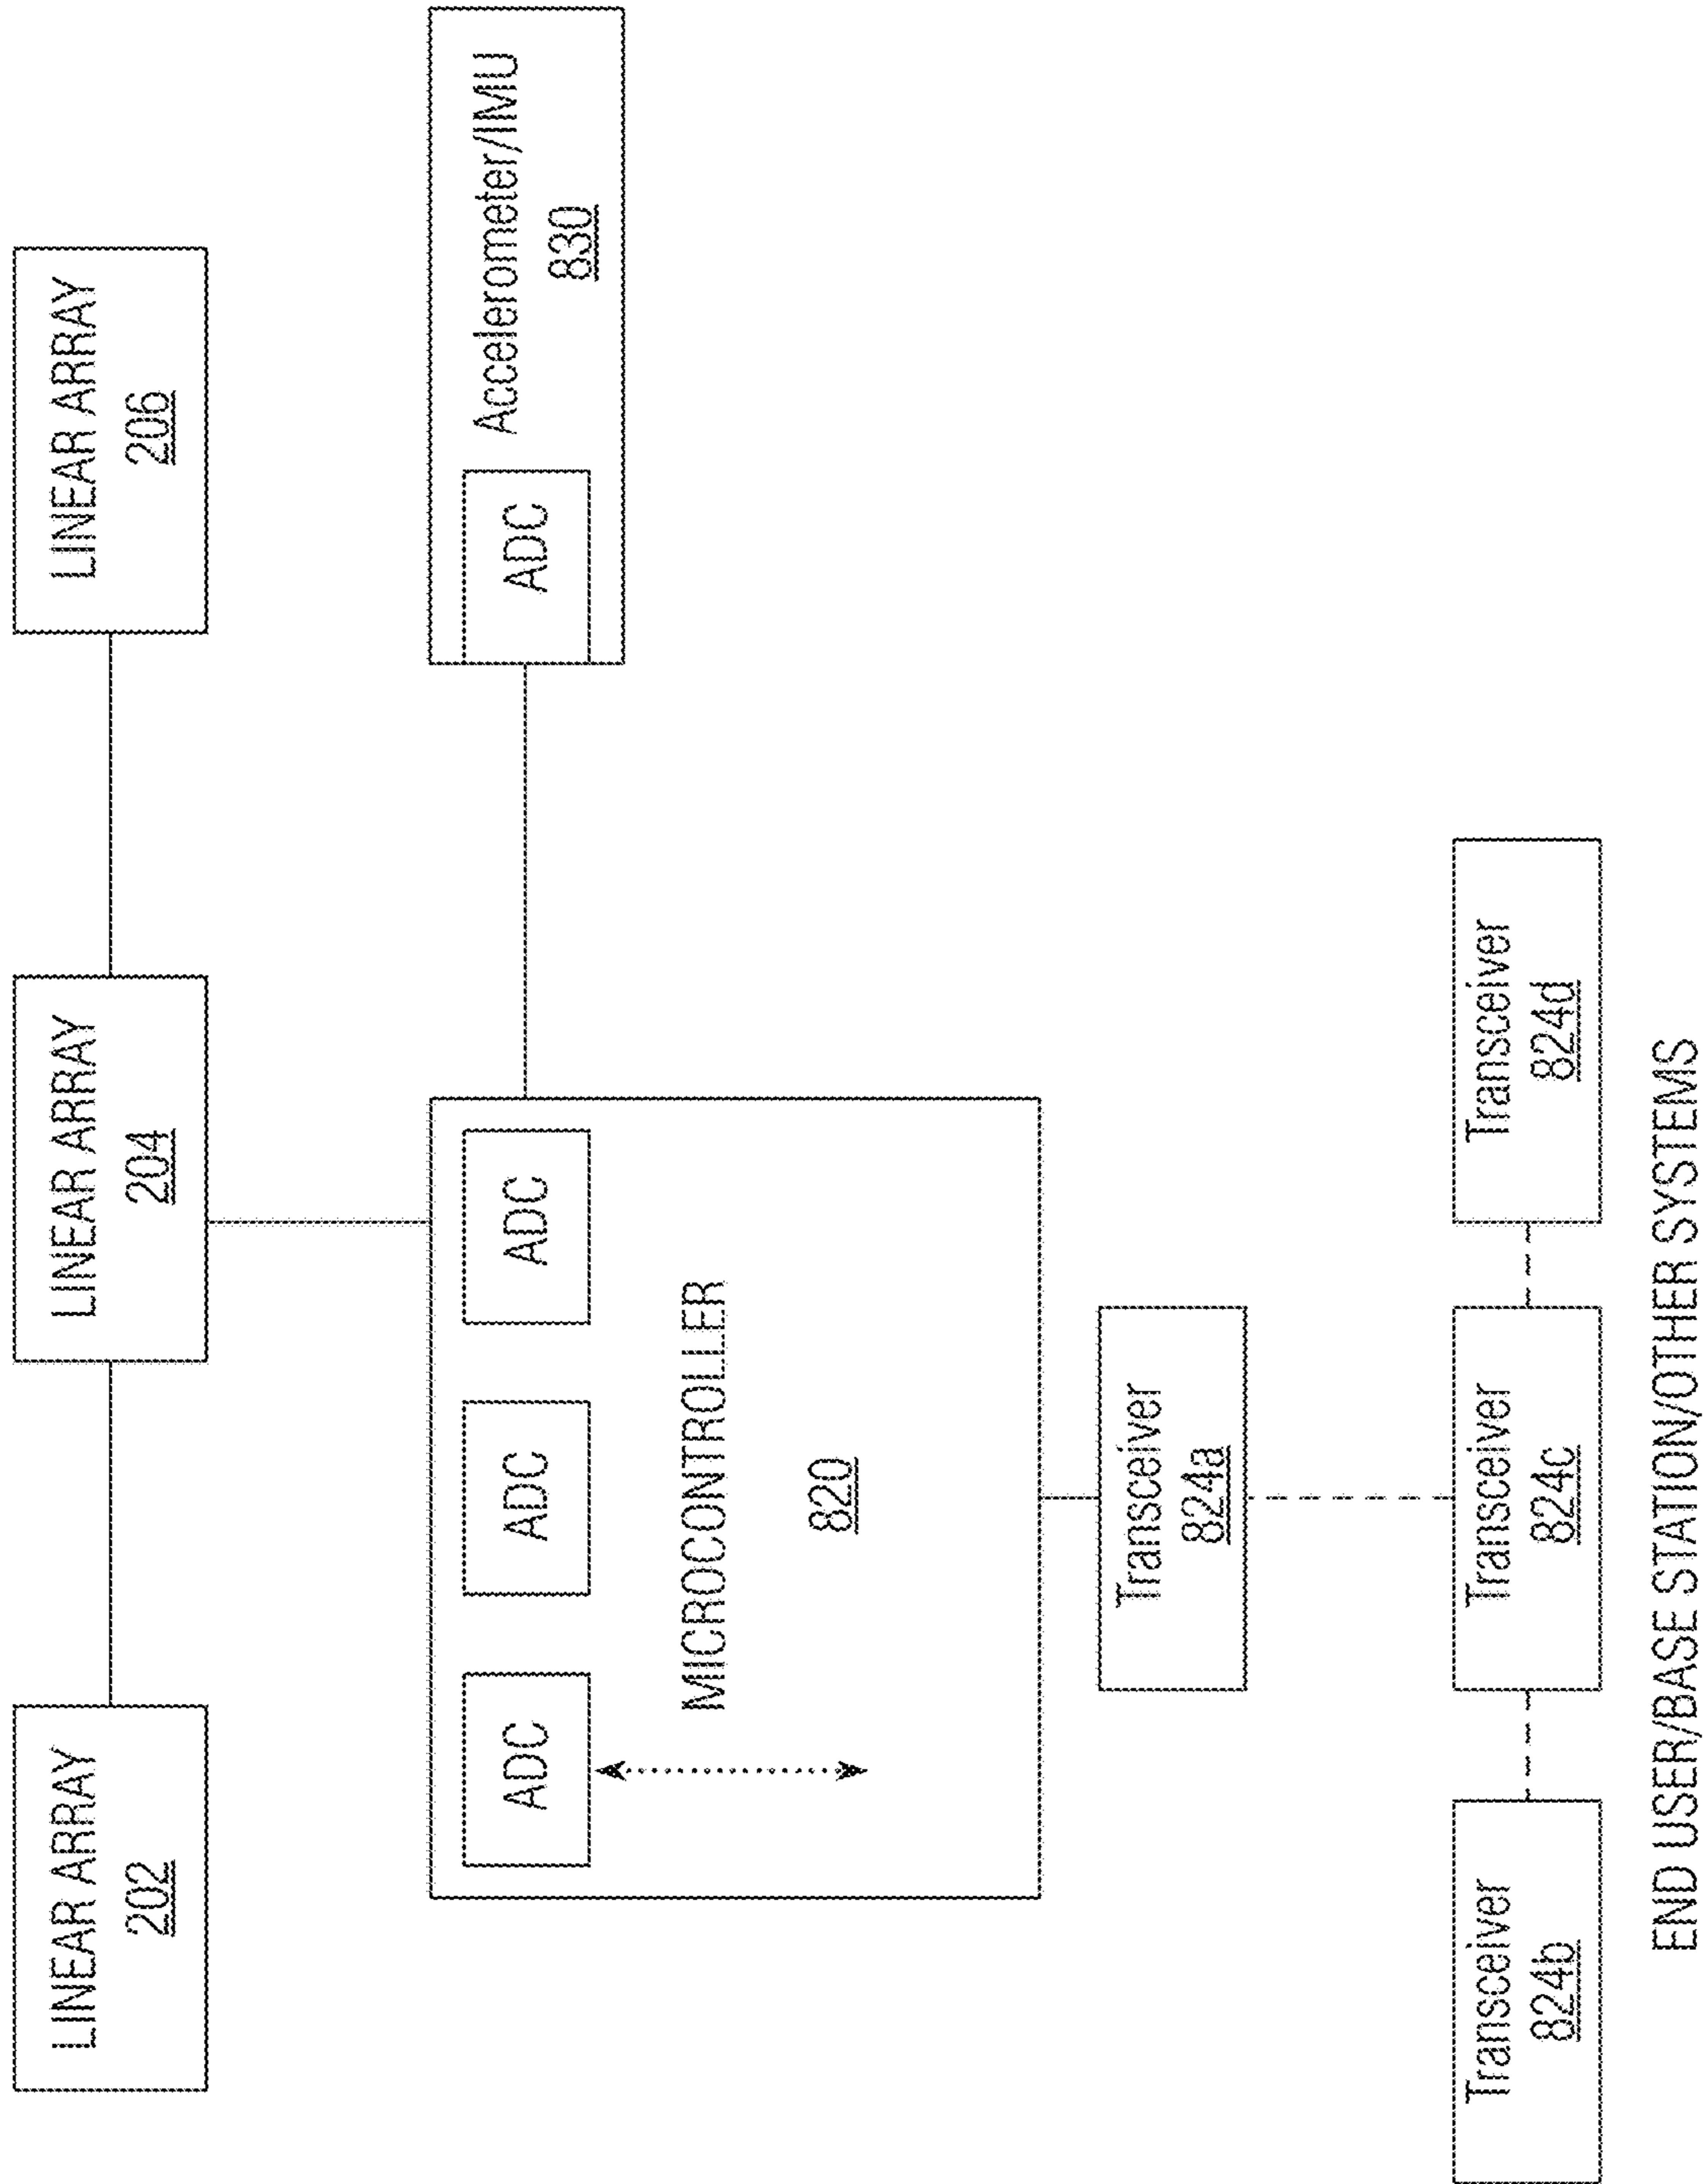 LINEAR ARRAY
202
LINEAR ARRAY
204
LINEAR ARRAY
206
ADC
ADC
ADC
MICROCONTROLLER
820
ADC
Accelerometer/IMU
830
Transceiver
824a
Transceiver
824b
Transceiver
824c
Transceiver
824d
END USER/BASE STATION/OTHER SYSTEMS